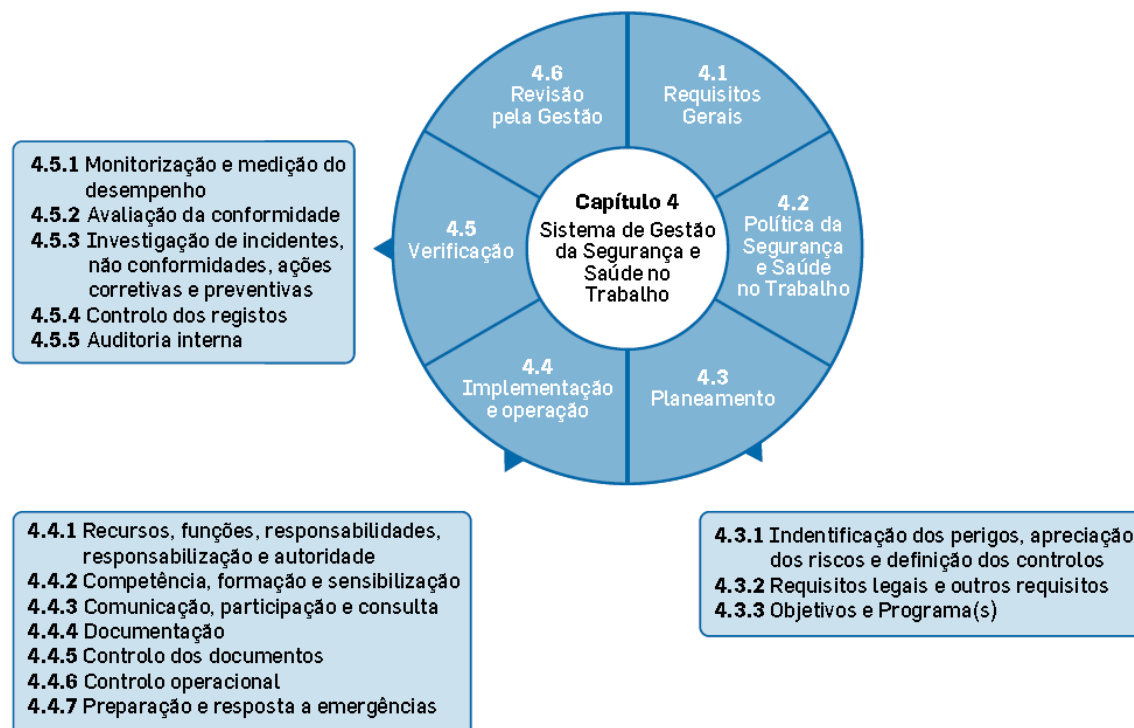 4.6
Revisão
pela Gestão
4.1
Requisitos
Gerais
4.5.1 Monitorização e medição do
desempenho
4.5.2 Avaliação da conformidade
4.5.3 Investigação de incidentes,
não conformidades, ações
corretivas e preventivas
4.5.4 Controlo dos registos
4.5.5 Auditoria interna
4.5
Verificação
Capítulo 4
Sistema de Gestão
da Segurança e
Saúde no
Trabalho
4.2
Política da
Segurança
e Saúde
no Trabalho
4.4
Implementação
e operação
4.3
Planeamento
4.4.1 Recursos, funções, responsabilidades,
responsabilização e autoridade
4.4.2 Competência, formação e sensibilização
4.4.3 Comunicação, participação e consulta
4.4.4 Documentação
4.4.5 Controlo dos documentos
4.4.6 Controlo operacional
4.4.7 Preparação e resposta a emergências
4.3.1 Indentificação dos perigos, apreciação
dos riscos e definição dos controlos
4.3.2 Requisitos legais e outros requisitos
4.3.3 Objetivos e Programa(s)